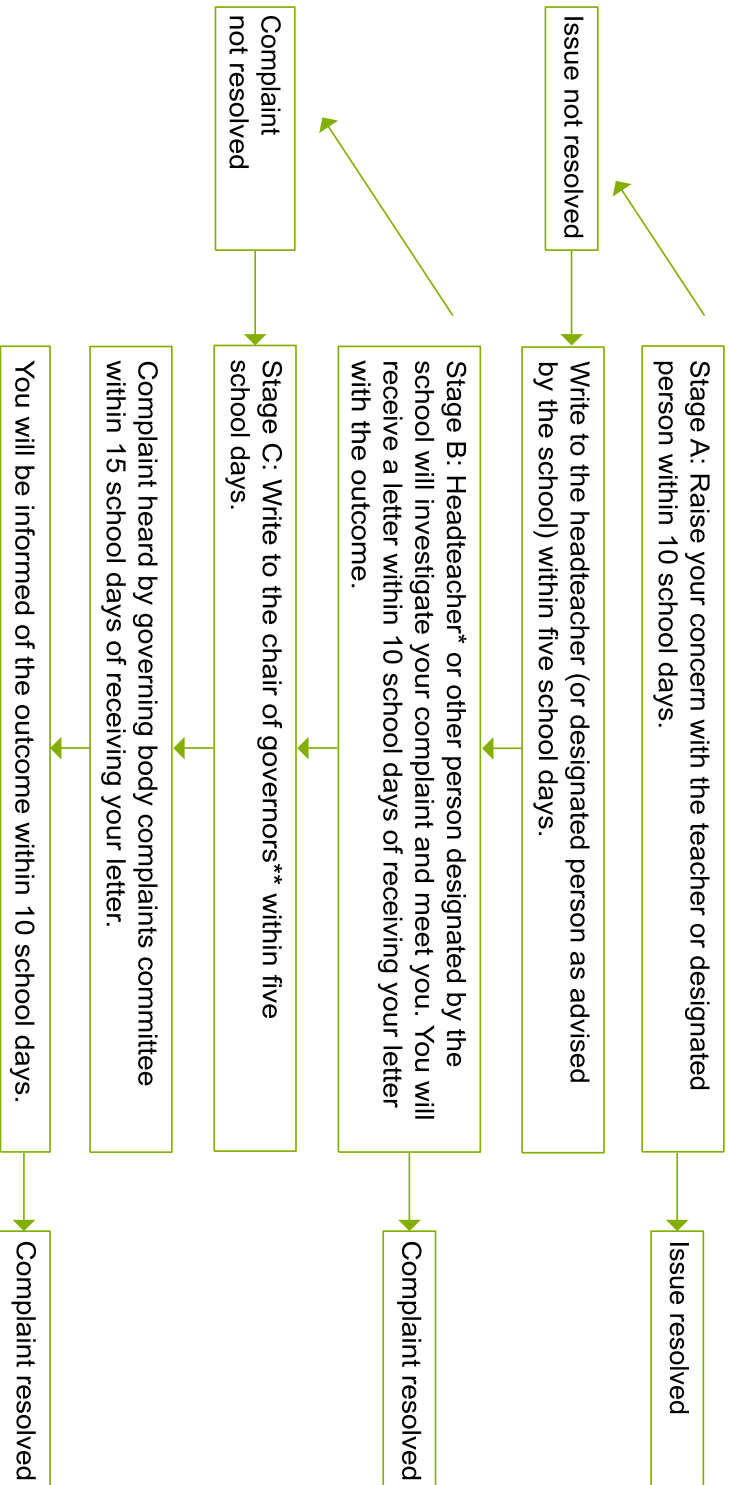 Stage A: Raise your concern with the teacher or designated
person within 10 school days.
Issue resolved
Issue not resolved
Write to the headteacher (or designated person as advised
by the school) within five school days.
Stage B: Headteacher* or other person designated by the
school will investigate your complaint and meet you. You will
receive a letter within 10 school days of receiving your letter
with the outcome.
Complaint resolved
Complaint
not resolved
Stage C: Write to the chair of governors** within five
school days.
Complaint heard by governing body complaints committee
within 15 school days of receiving your letter.
You will be informed of the outcome within 10 school days.
Complaint resolved